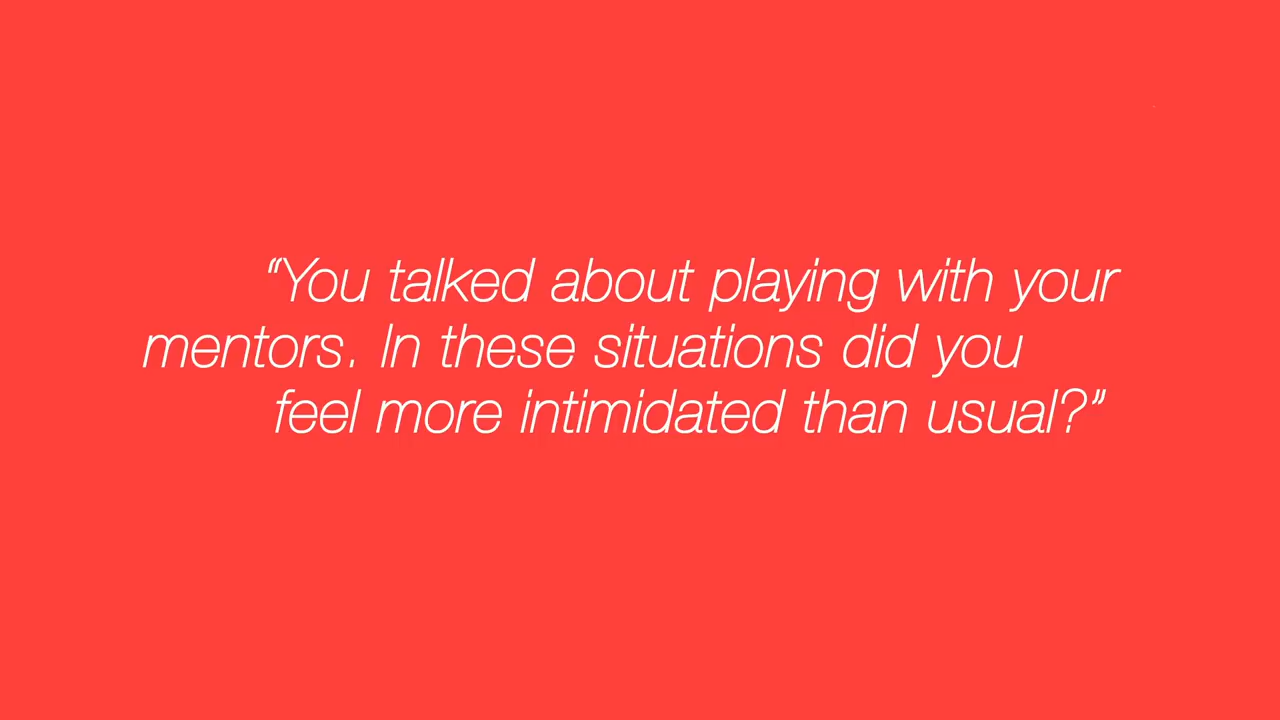 “You talked about playing with your
mentors. In these situations did you
feel more intimidated than usual?”